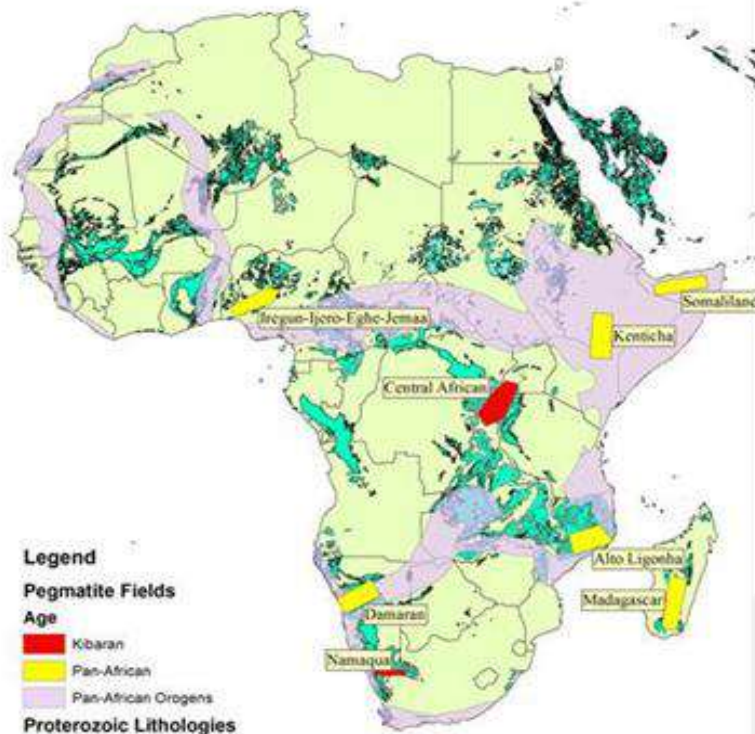 Somaliland
Iregun-Ijero-Eghe-Jemaa
Kenticha
Central African
Alto Ligonha
Madagascar
Damaran
Namaqua
Legend
Pegmatite Fields
Age
Kibaran
Pan-African
Pan-African Orogens
Proterozoic Lithologies